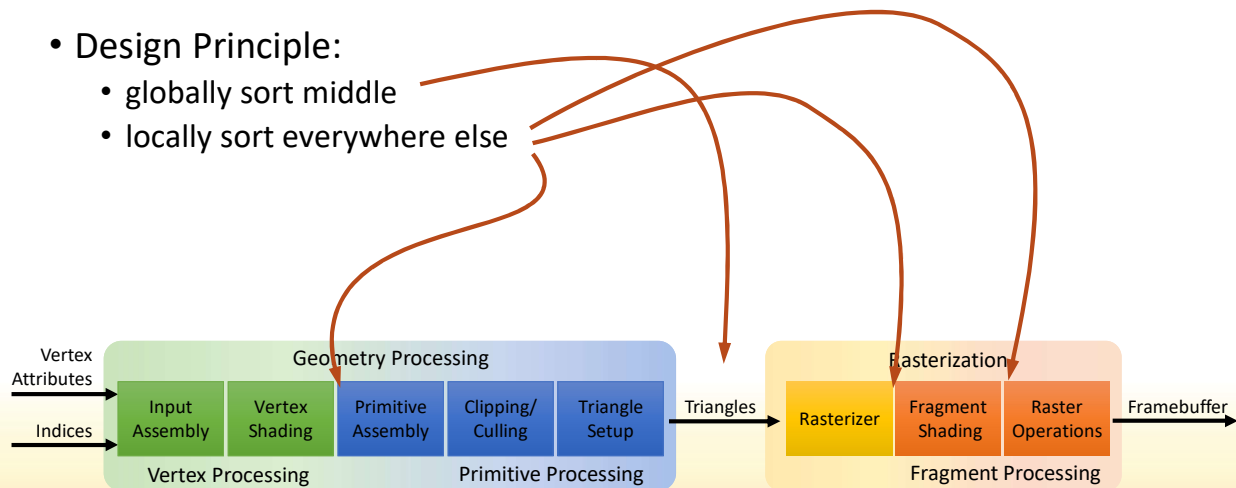 • Design Principle:
• globally sort middle
• locally sort everywhere else
Vertex
Attributes
Indices
Geometry Processing
Input
Assembly
Vertex
Shading
Primitive
Assembly
Clipping/
Culling
Triangle
Setup
Vertex Processing
Primitive Processing
Triangles
Rasterization
Rasterizer
Fragment
Shading
Raster
Operations
Fragment Processing
Framebuffer